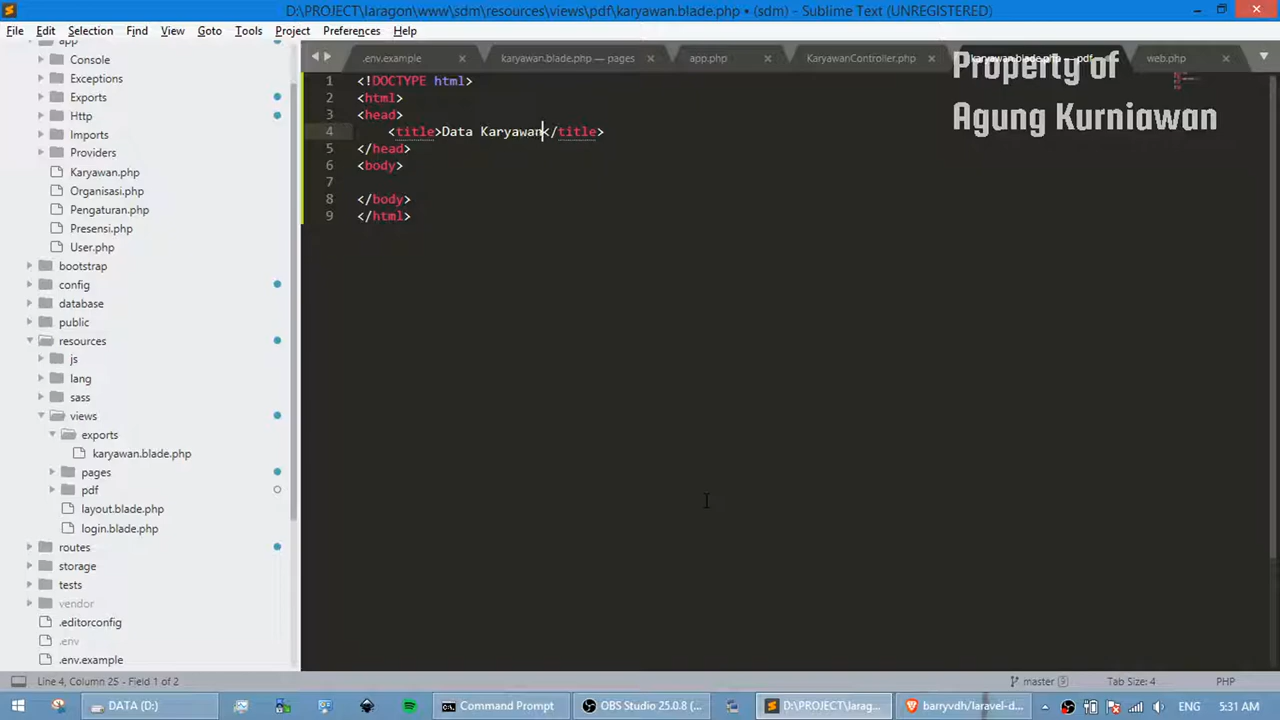 D:\PROJECT\laragon\www\sdm\resources\views\pdf\karyawan.blade.php • (sdm) - Sublime Text (UNREGISTERED)
File Edit Selection Find View Goto Tools Project Preferences Help
.env.example karyawan.blade.php — pages app.php KaryawanController.php karyawan.blade.php — pdf web.php
Property of
Agung Kurniawan
app
Console
Exceptions
Exports
Http
Imports
Providers
Karyawan.php
Organisasi.php
Pengaturan.php
Presensi.php
User.php
bootstrap
config
database
public
resources
js
lang
sass
views
exports
karyawan.blade.php
pages
pdf
layout.blade.php
login.blade.php
routes
storage
tests
vendor
.editorconfig
.env
.env.example
1 <!DOCTYPE html>
2 <html>
3 <head>
4 <title>Data Karyawan</title>
5 </head>
6 <body>
7
8 </body>
9 </html>
Line 4, Column 25 - Field 1 of 2 master 5 Tab Size: 4 PHP
DATA (D:) Command Prompt OBS Studio 25.0.8 (... D:\PROJECT\larag... barryvdh/laravel-d... ENG 5:31 AM